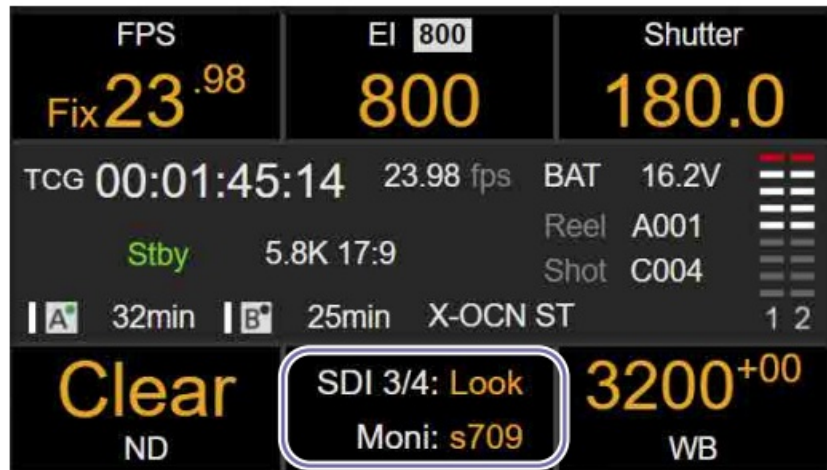 FPS EI 800 Shutter
Fix 23.98 800 180.0
TCG 00:01:45:14 23.98 fps BAT 16.2V
Reel A001
Stby 5.8K 17:9
Shot C004
A 32min B 25min X-OCN ST 1 2
Clear SDI 3/4: Look 3200+00
Moni: s709
ND WB